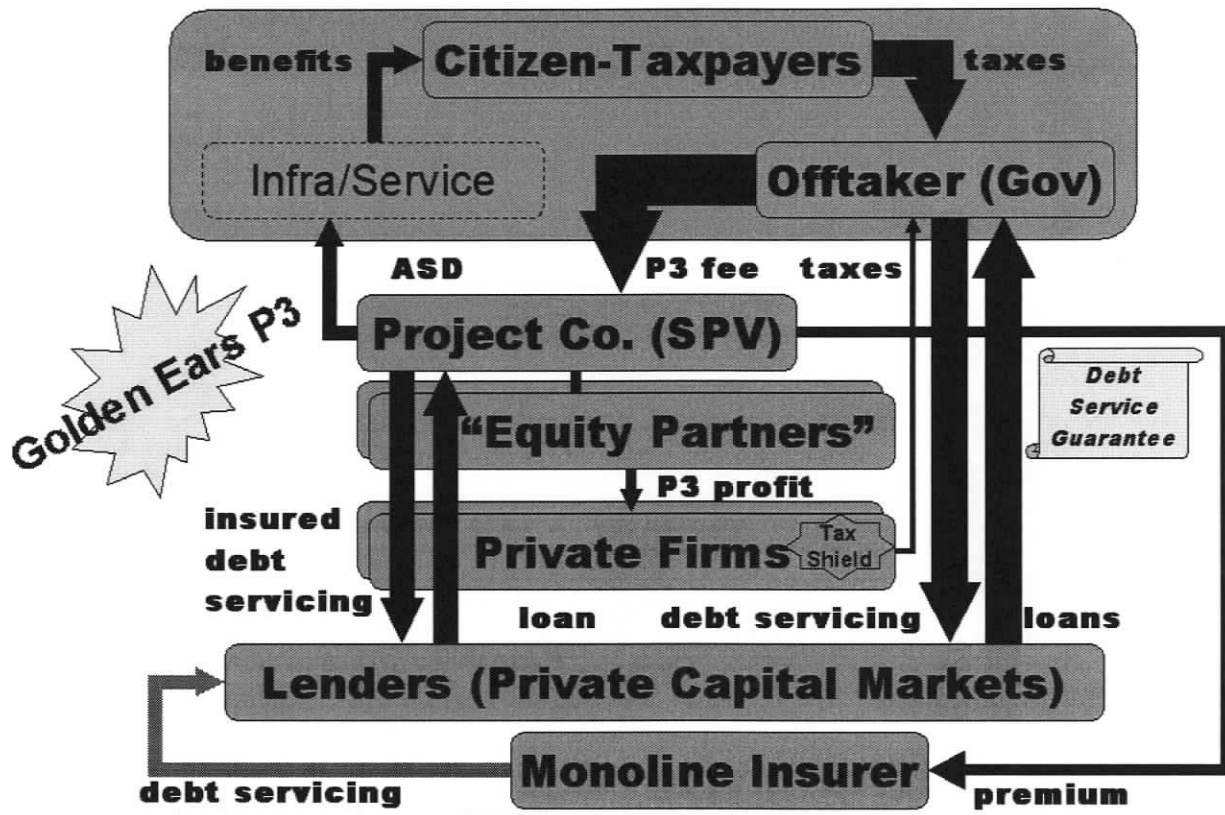 benefits
Citizen-Taxpayers
taxes
Infra/Service
Offtaker (Gov)
ASD
P3 fee
taxes
Golden Ears P3
Project Co. (SPV)
Debt
Service
Guarantee
"Equity Partners"
P3 profit
insured
debt
servicing
Private Firms
Tax
Shield
loan
debt servicing
loans
Lenders (Private Capital Markets)
Monoline Insurer
debt servicing
premium